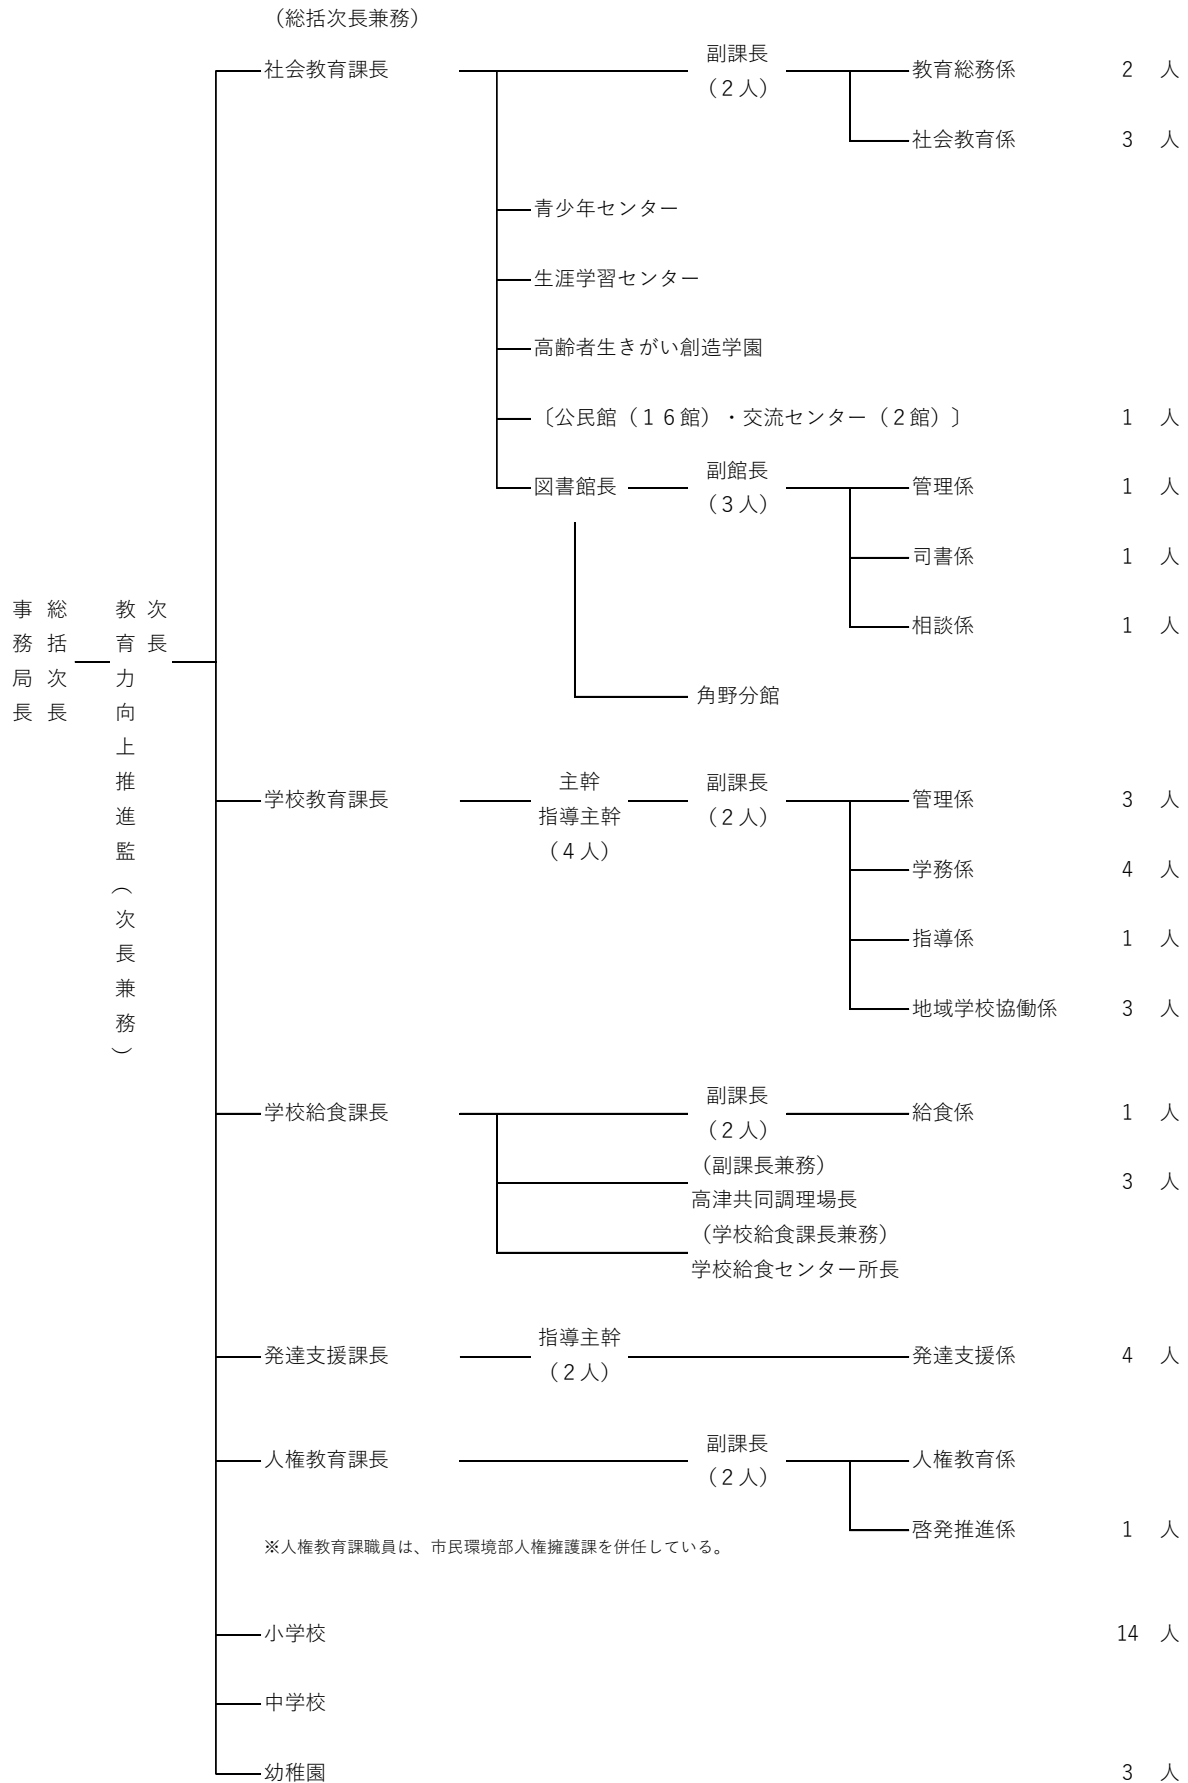 （総括次長兼務）
社会教育課長
副課長
（２人）
教育総務係 2 人
社会教育係 3 人
青少年センター
生涯学習センター
高齢者生きがい創造学園
〔公民館（１６館）・交流センター（２館）〕 1 人
図書館長
副館長
（３人）
管理係 1 人
司書係 1 人
相談係 1 人
角野分館
事務局長
総括次長
教育力向上推進監（次長兼務）
次長
学校教育課長
主幹
指導主幹
（４人）
副課長
（２人）
管理係 3 人
学務係 4 人
指導係 1 人
地域学校協働係 3 人
学校給食課長
副課長
（２人）
給食係 1 人
（副課長兼務）
高津共同調理場長 3 人
（学校給食課長兼務）
学校給食センター所長
発達支援課長
指導主幹
（２人）
発達支援係 4 人
人権教育課長
副課長
（２人）
人権教育係
啓発推進係 1 人
※人権教育課職員は、市民環境部人権擁護課を併任している。
小学校 14 人
中学校
幼稚園 3 人